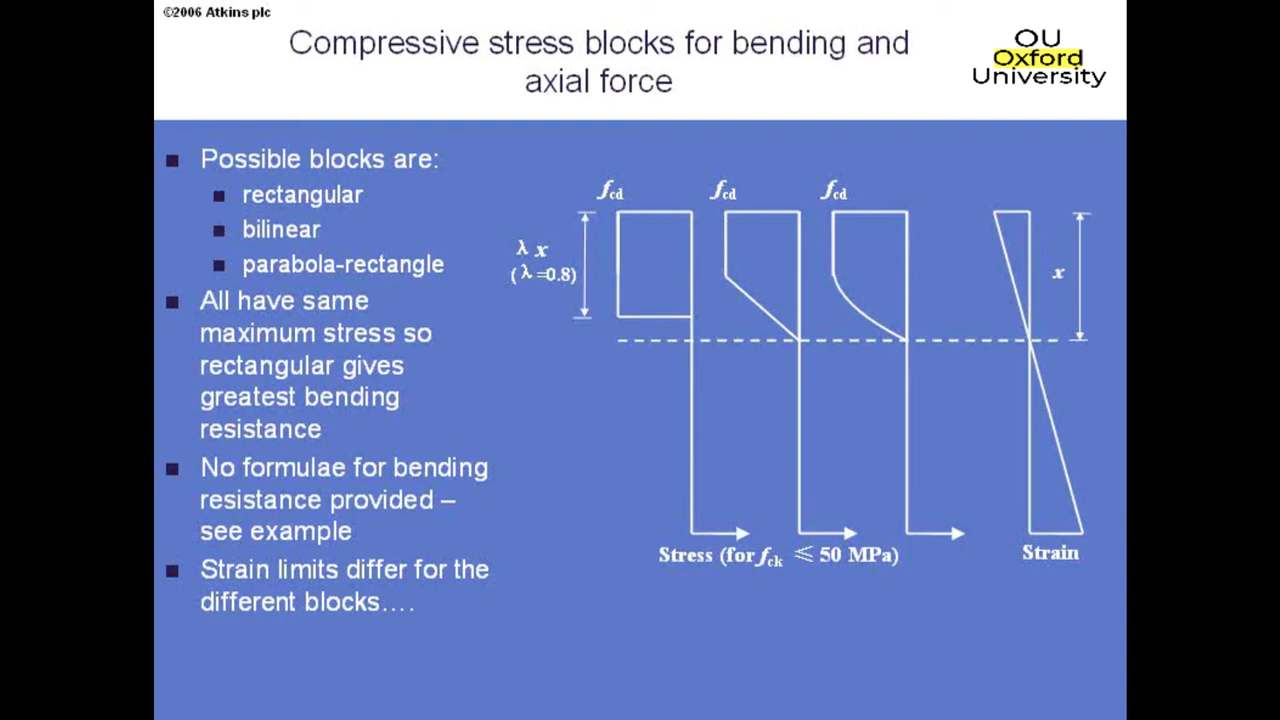 ©2006 Atkins plc
Compressive stress blocks for bending and
axial force
OU
Oxford
University
Possible blocks are:
rectangular
bilinear
parabola-rectangle
All have same
maximum stress so
rectangular gives
greatest bending
resistance
No formulae for bending
resistance provided –
see example
Strain limits differ for the
different blocks….
fcd fcd fcd
λ x
(λ=0.8)
x
Stress (for fck ⩽ 50 MPa)
Strain